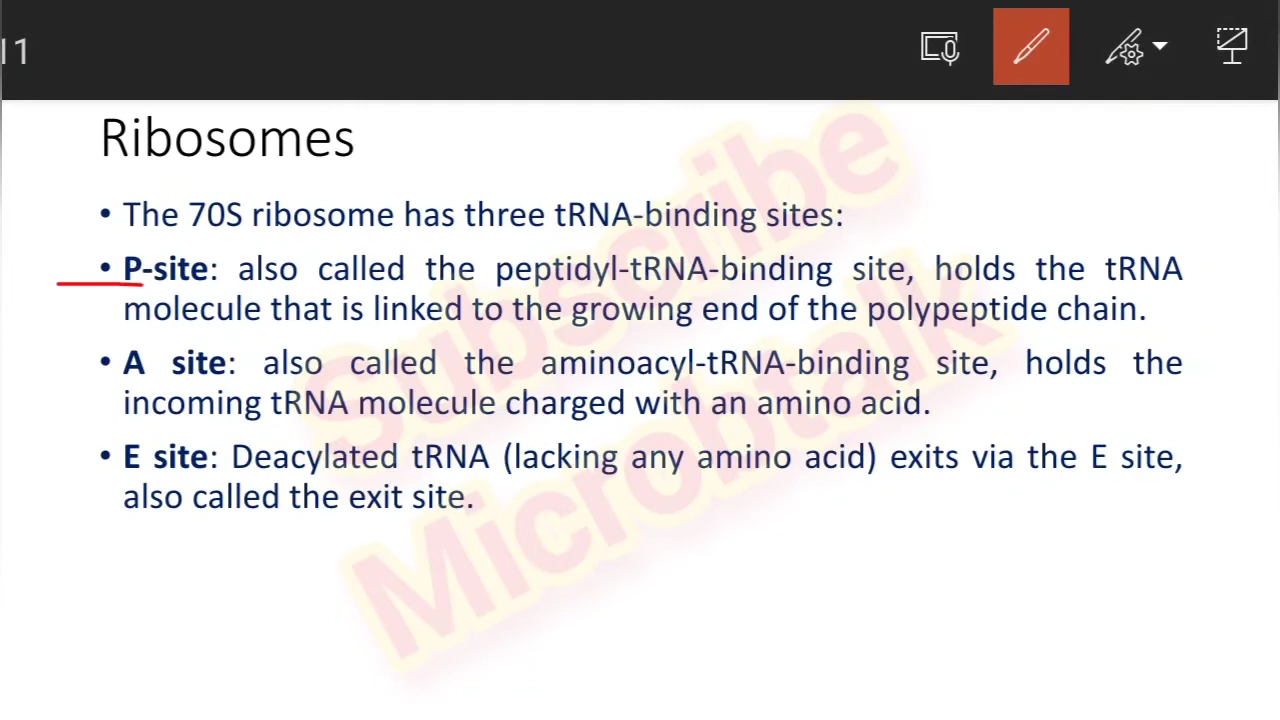 11
Ribosomes
• The 70S ribosome has three tRNA-binding sites:
• P-site: also called the peptidyl-tRNA-binding site, holds the tRNA
molecule that is linked to the growing end of the polypeptide chain.
• A site: also called the aminoacyl-tRNA-binding site, holds the
incoming tRNA molecule charged with an amino acid.
• E site: Deacylated tRNA (lacking any amino acid) exits via the E site,
also called the exit site.
Subscribe
Microbtalk